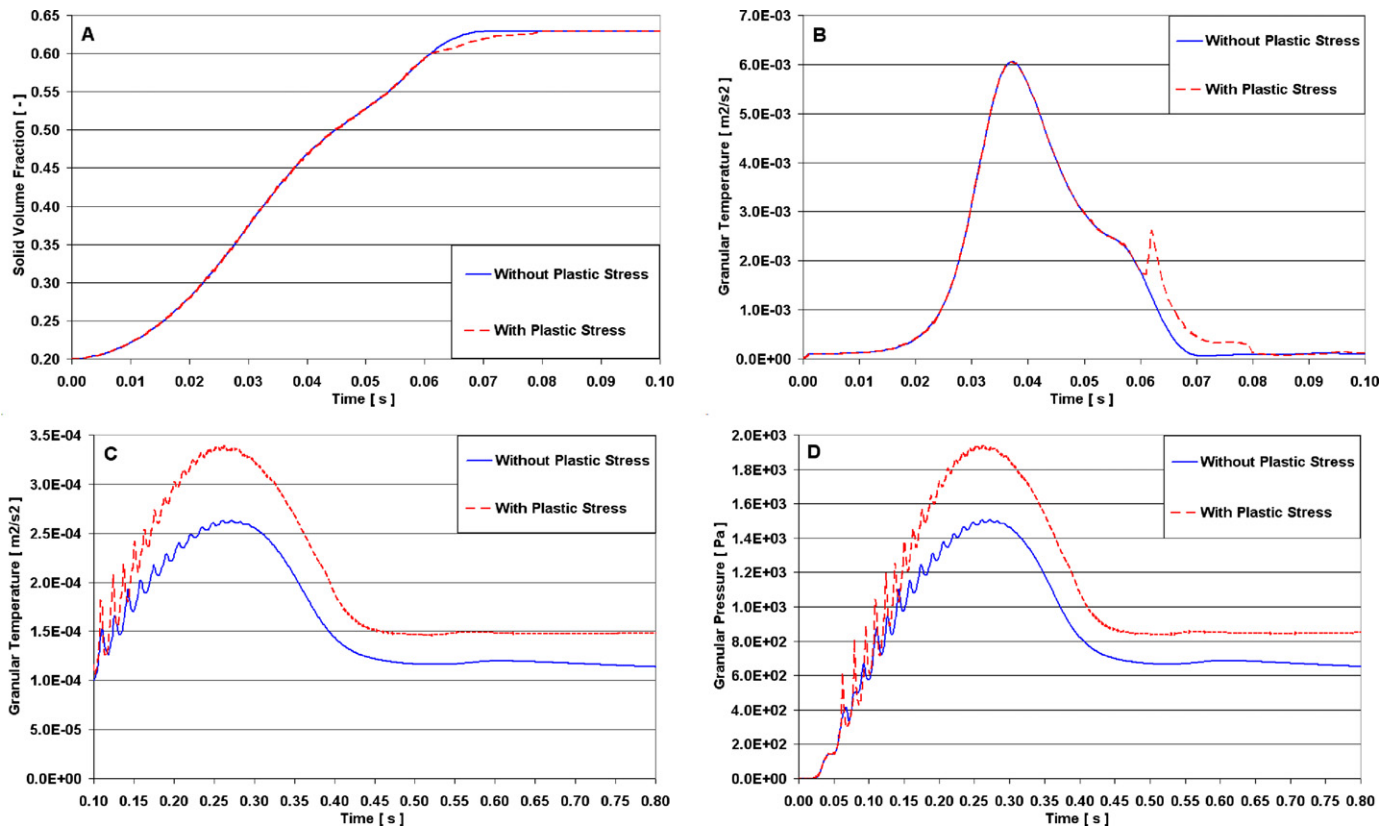 A
Solid Volume Fraction [ - ]
0.65
0.60
0.55
0.50
0.45
0.40
0.35
0.30
0.25
0.20
Without Plastic Stress
With Plastic Stress
0.00 0.01 0.02 0.03 0.04 0.05 0.06 0.07 0.08 0.09 0.10
Time [ s ]
B
Granular Temperature [ m2/s2 ]
7.0E-03
6.0E-03
5.0E-03
4.0E-03
3.0E-03
2.0E-03
1.0E-03
0.0E+00
Without Plastic Stress
With Plastic Stress
0.00 0.01 0.02 0.03 0.04 0.05 0.06 0.07 0.08 0.09 0.10
Time [ s ]
C
Granular Temperature [ m2/s2 ]
3.5E-04
3.0E-04
2.5E-04
2.0E-04
1.5E-04
1.0E-04
5.0E-05
0.0E+00
Without Plastic Stress
With Plastic Stress
0.10 0.15 0.20 0.25 0.30 0.35 0.40 0.45 0.50 0.55 0.60 0.65 0.70 0.75 0.80
Time [ s ]
D
Granular Pressure [ Pa ]
2.0E+03
1.8E+03
1.6E+03
1.4E+03
1.2E+03
1.0E+03
8.0E+02
6.0E+02
4.0E+02
2.0E+02
0.0E+00
Without Plastic Stress
With Plastic Stress
0.00 0.05 0.10 0.15 0.20 0.25 0.30 0.35 0.40 0.45 0.50 0.55 0.60 0.65 0.70 0.75 0.80
Time [ s ]